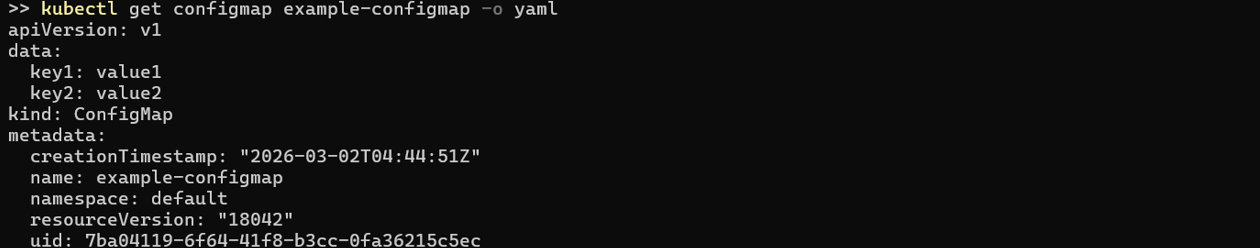 >> kubectl get configmap example-configmap -o yaml
apiVersion: v1
data:
  key1: value1
  key2: value2
kind: ConfigMap
metadata:
  creationTimestamp: "2026-03-02T04:44:51Z"
  name: example-configmap
  namespace: default
  resourceVersion: "18042"
  uid: 7ba04119-6f64-41f8-b3cc-0fa36215c5ec